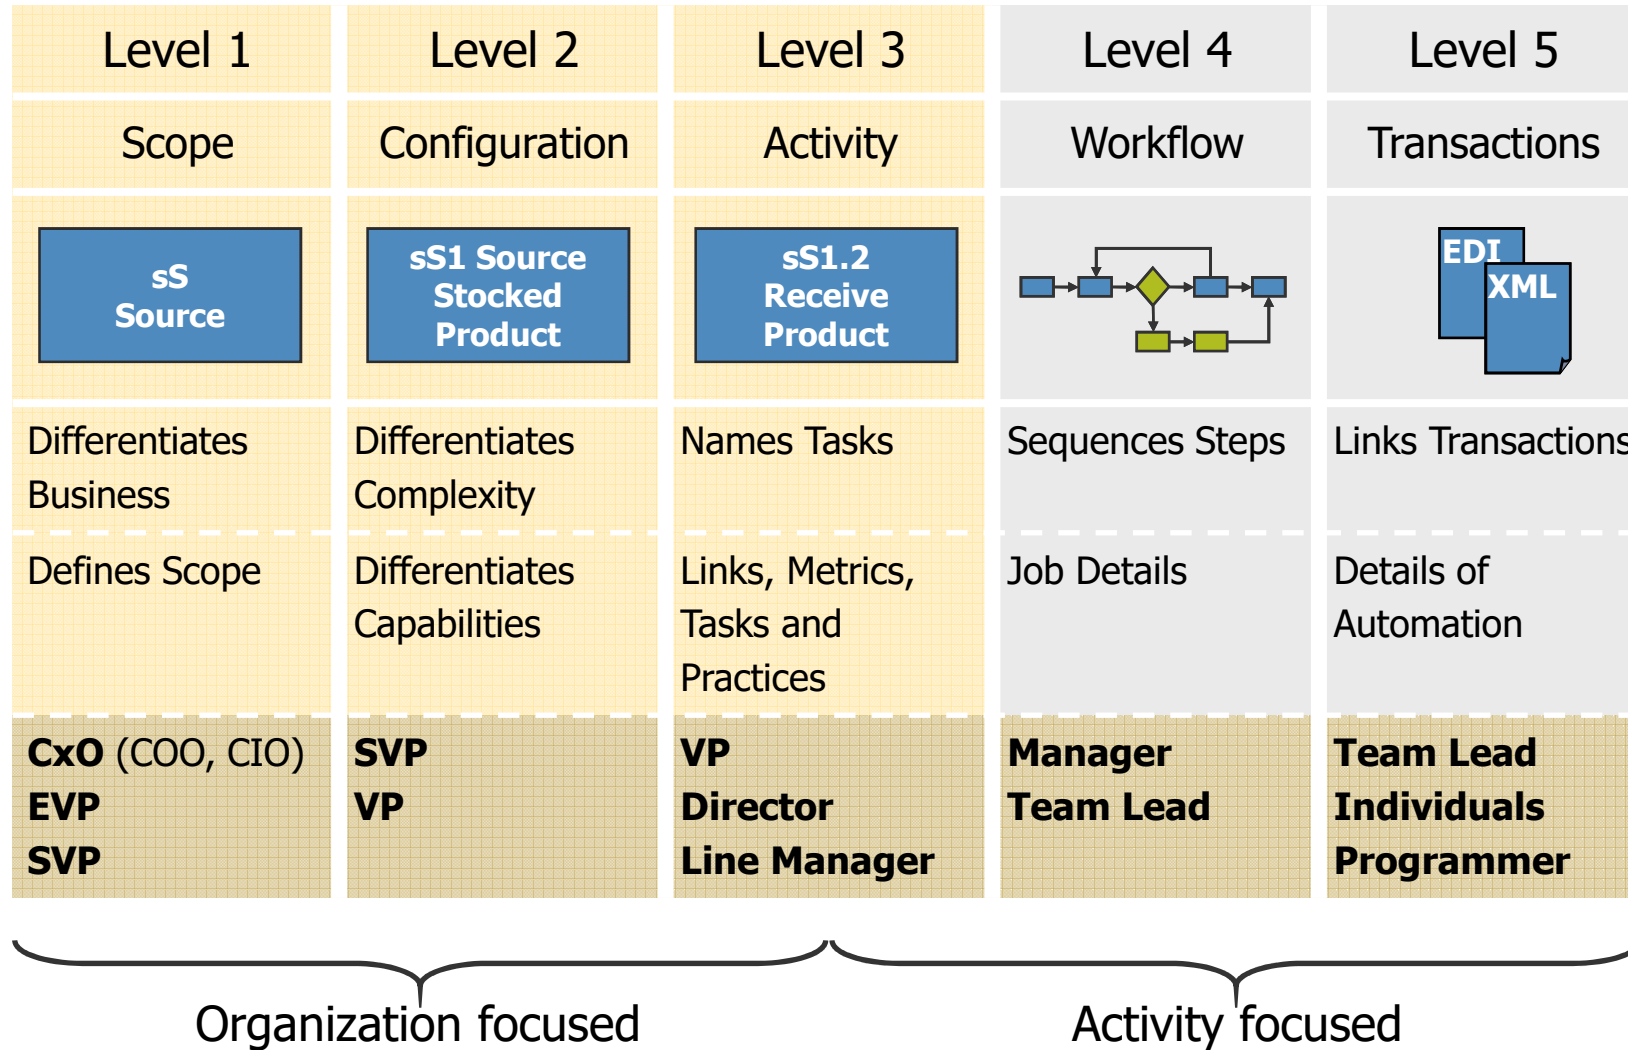 Level 1
Level 2
Level 3
Level 4
Level 5
Scope
Configuration
Activity
Workflow
Transactions
sS
Source
sS1 Source
Stocked
Product
sS1.2
Receive
Product
EDI
XML
Differentiates
Business
Differentiates
Complexity
Names Tasks
Sequences Steps
Links Transactions
Defines Scope
Differentiates
Capabilities
Links, Metrics,
Tasks and
Practices
Job Details
Details of
Automation
CxO (COO, CIO)
EVP
SVP
SVP
VP
VP
Director
Line Manager
Manager
Team Lead
Team Lead
Individuals
Programmer
Organization focused
Activity focused